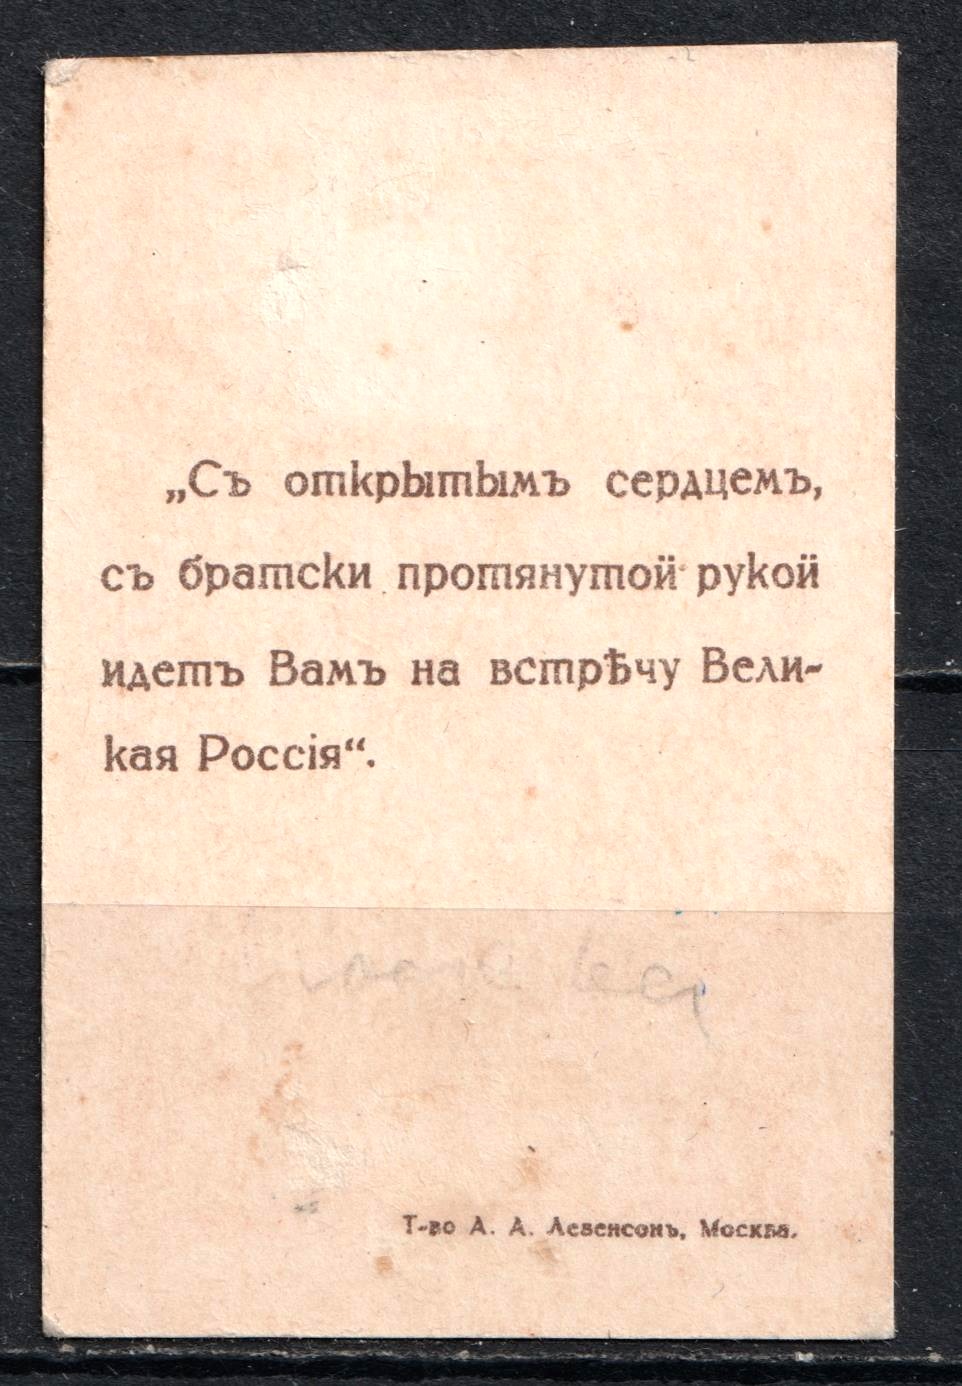 „Съ открытымъ сердцемъ,
съ братски протянутой рукой
идетъ Вамъ на встрѣчу Вели-
кая Россія“.
Т-во А. А. Левенсонъ, Москва.